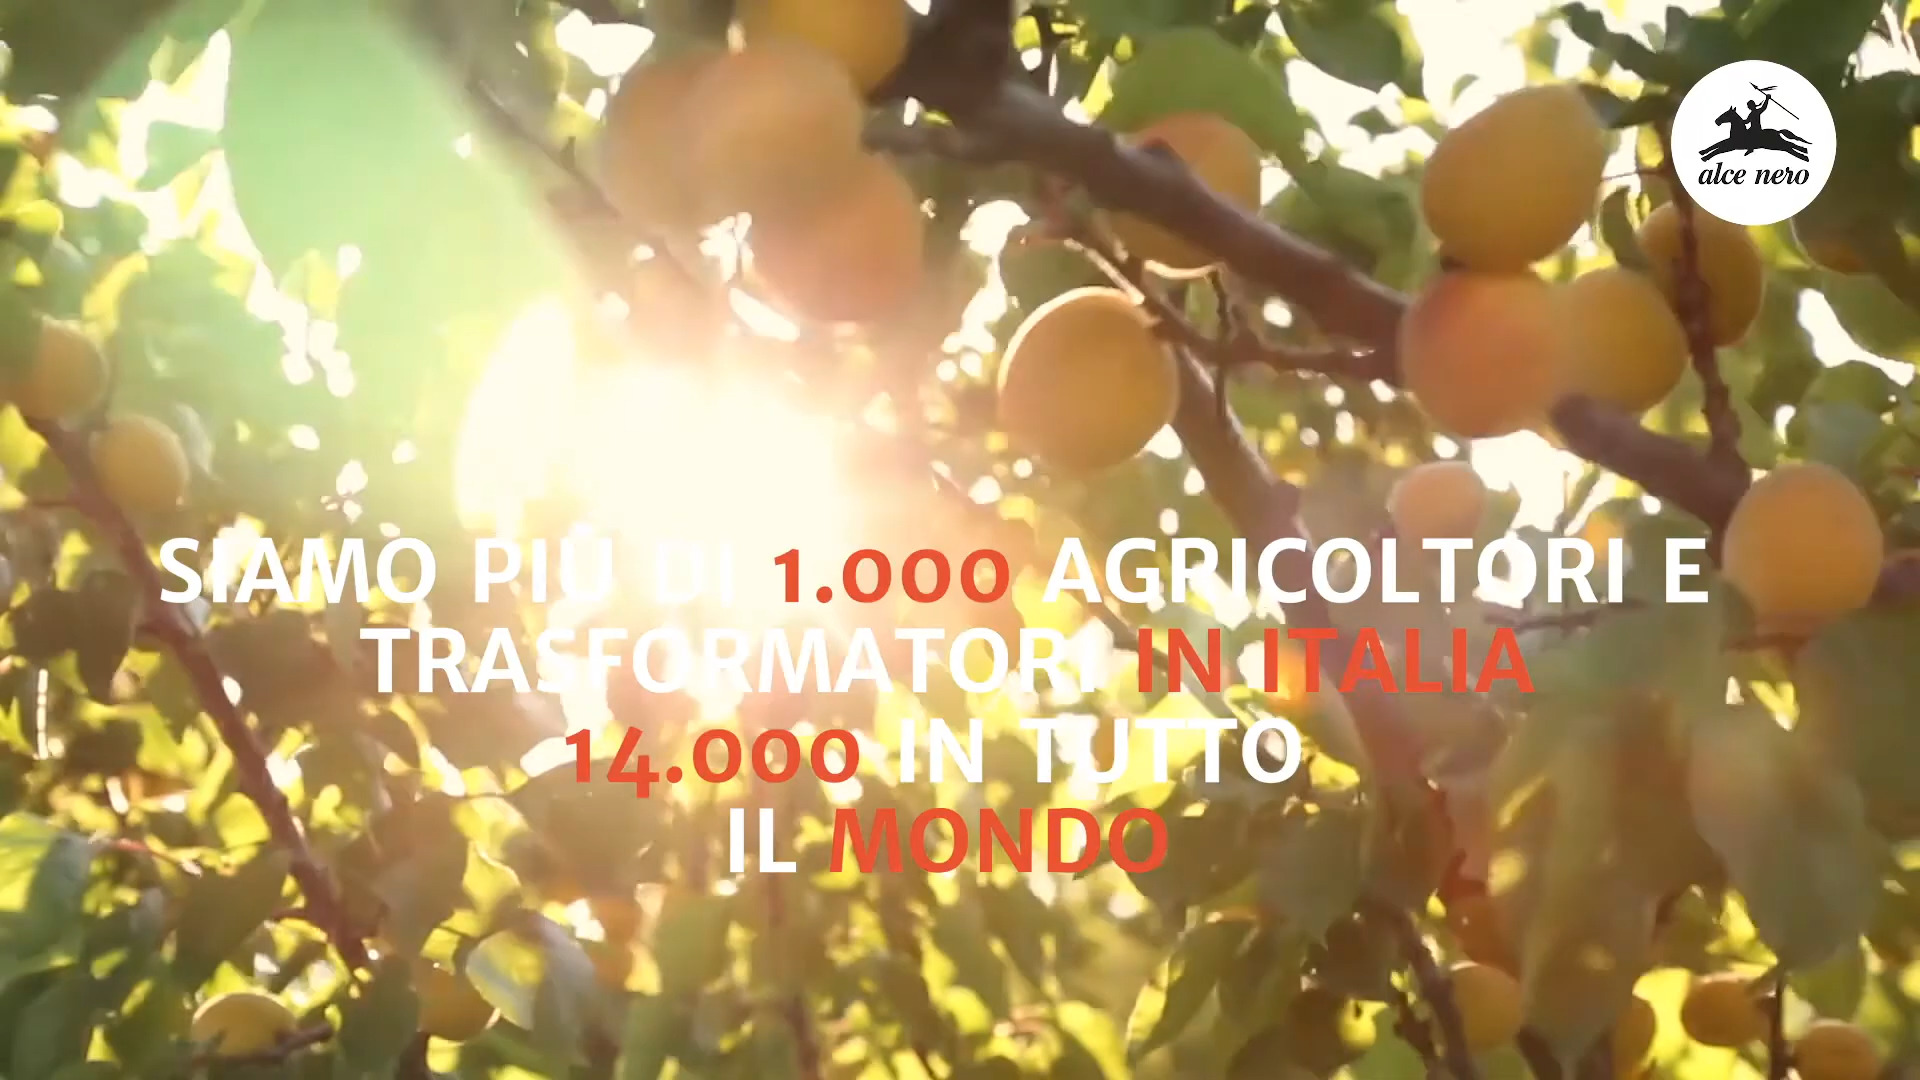 alce nero
SIAMO PIÙ DI 1.000 AGRICOLTORI E
TRASFORMATORI IN ITALIA
14.000 IN TUTTO
IL MONDO